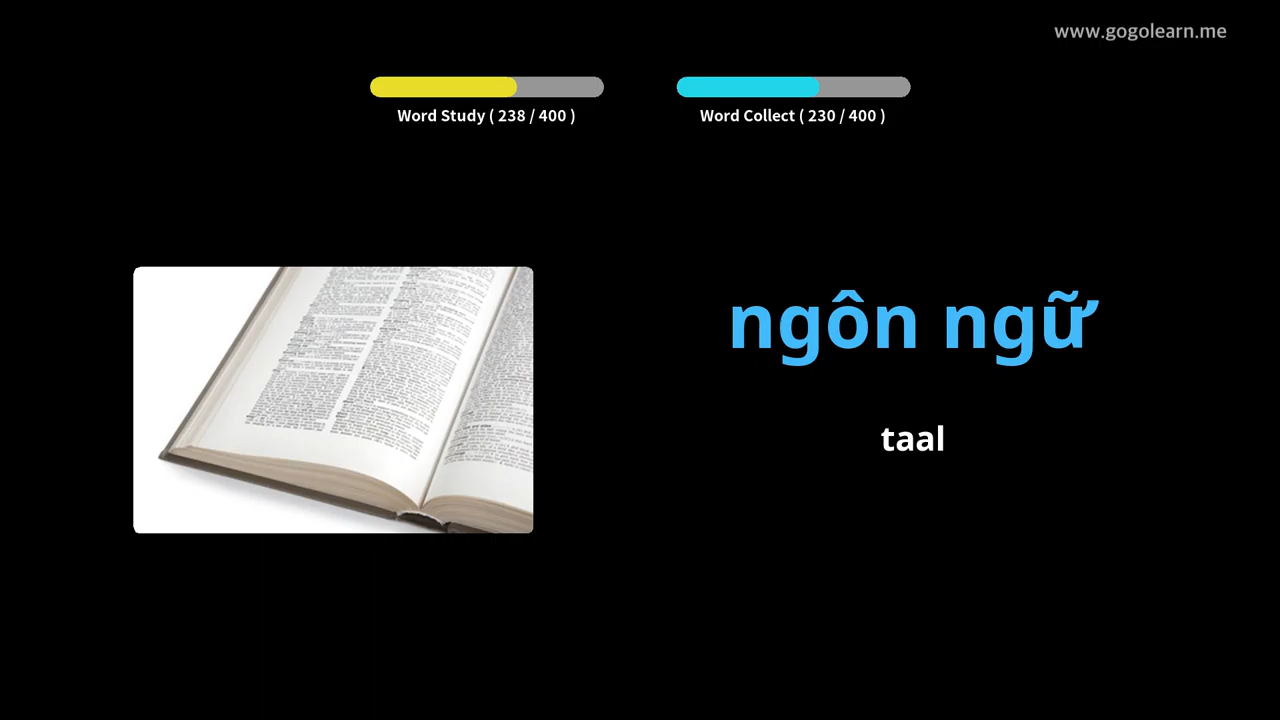 www.gogolearn.me
Word Study ( 238 / 400 )
Word Collect ( 230 / 400 )
ngôn ngữ
taal